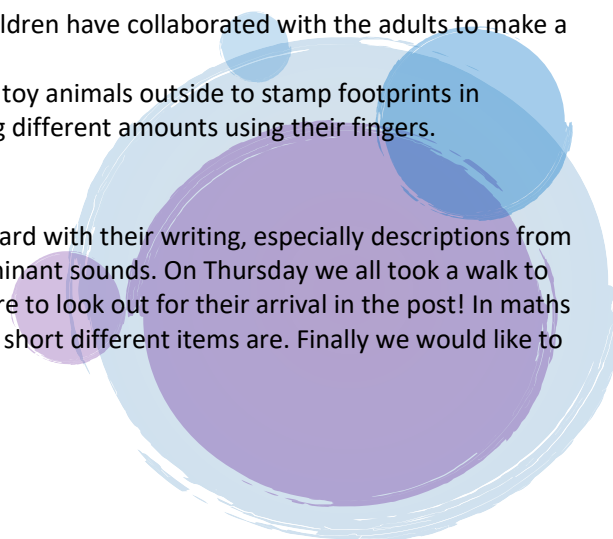 ldren have collaborated with the adults to make a
toy animals outside to stamp footprints in
g different amounts using their fingers.
ard with their writing, especially descriptions from
minant sounds. On Thursday we all took a walk to
re to look out for their arrival in the post! In maths
short different items are. Finally we would like to